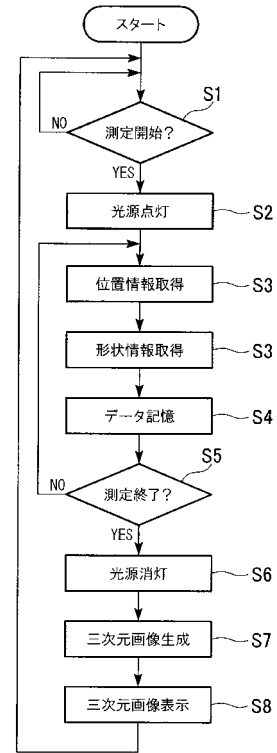 スタート
S1
測定開始?
NO
YES
光源点灯 S2
位置情報取得 S3
形状情報取得 S3
データ記憶 S4
S5
測定終了?
NO
YES
光源消灯 S6
三次元画像生成 S7
三次元画像表示 S8